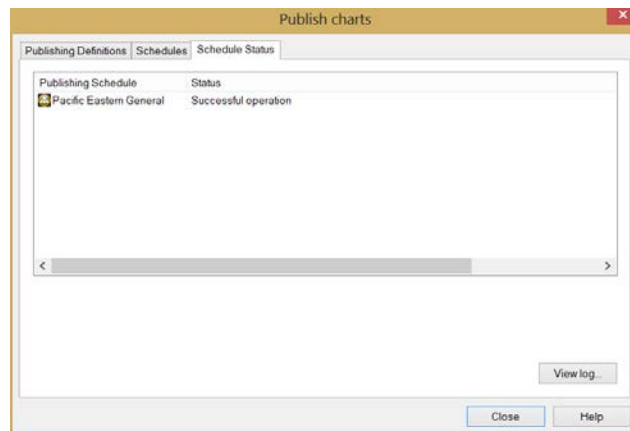 Publish charts
x
Publishing Definitions Schedules Schedule Status
Publishing Schedule Status
Pacific Eastern General Successful operation
View log...
Close Help